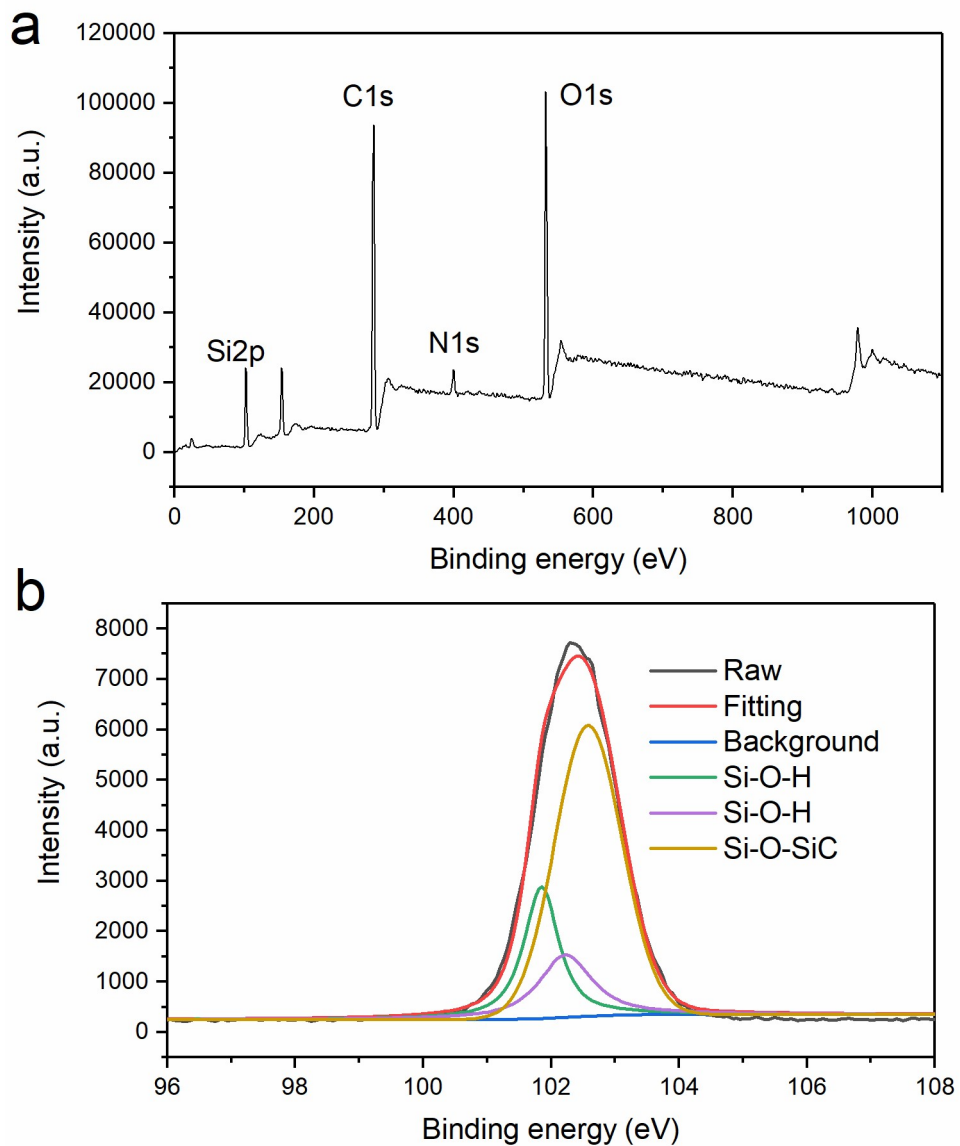 a
120000
100000
80000
60000
40000
20000
0
Intensity (a.u.)
C1s
O1s
Si2p
N1s
0 200 400 600 800 1000
Binding energy (eV)
b
8000
7000
6000
5000
4000
3000
2000
1000
0
Intensity (a.u.)
Raw
Fitting
Background
Si-O-H
Si-O-H
Si-O-SiC
96 98 100 102 104 106 108
Binding energy (eV)